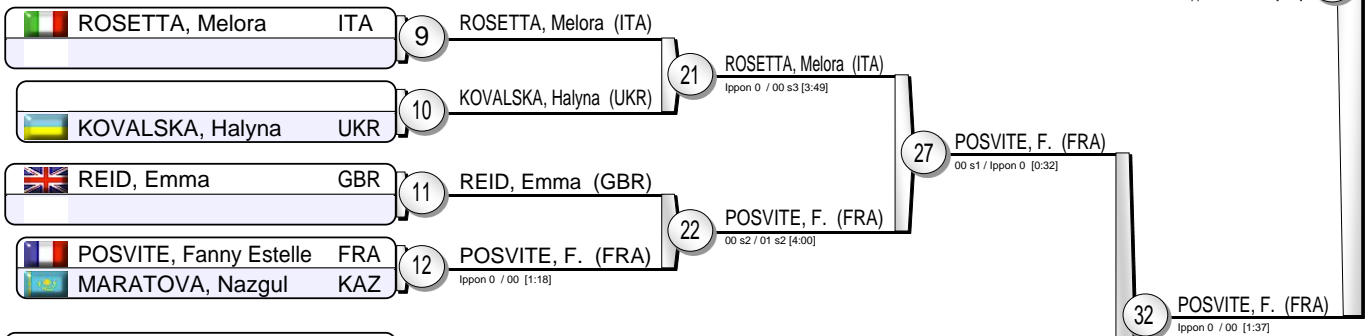 ROSETTA, Melora ITA
9
ROSETTA, Melora (ITA)
21
ROSETTA, Melora (ITA)
Ippon 0 / 00 s3 [3:49]
10
KOVALSKA, Halyna (UKR)
KOVALSKA, Halyna UKR
27
POSVITE, F. (FRA)
00 s1 / Ippon 0 [0:32]
REID, Emma GBR
11
REID, Emma (GBR)
22
POSVITE, F. (FRA)
00 s2 / 01 s2 [4:00]
POSVITE, Fanny Estelle FRA
12
POSVITE, F. (FRA)
Ippon 0 / 00 [1:18]
MARATOVA, Nazgul KAZ
32
POSVITE, F. (FRA)
Ippon 0 / 00 [1:37]